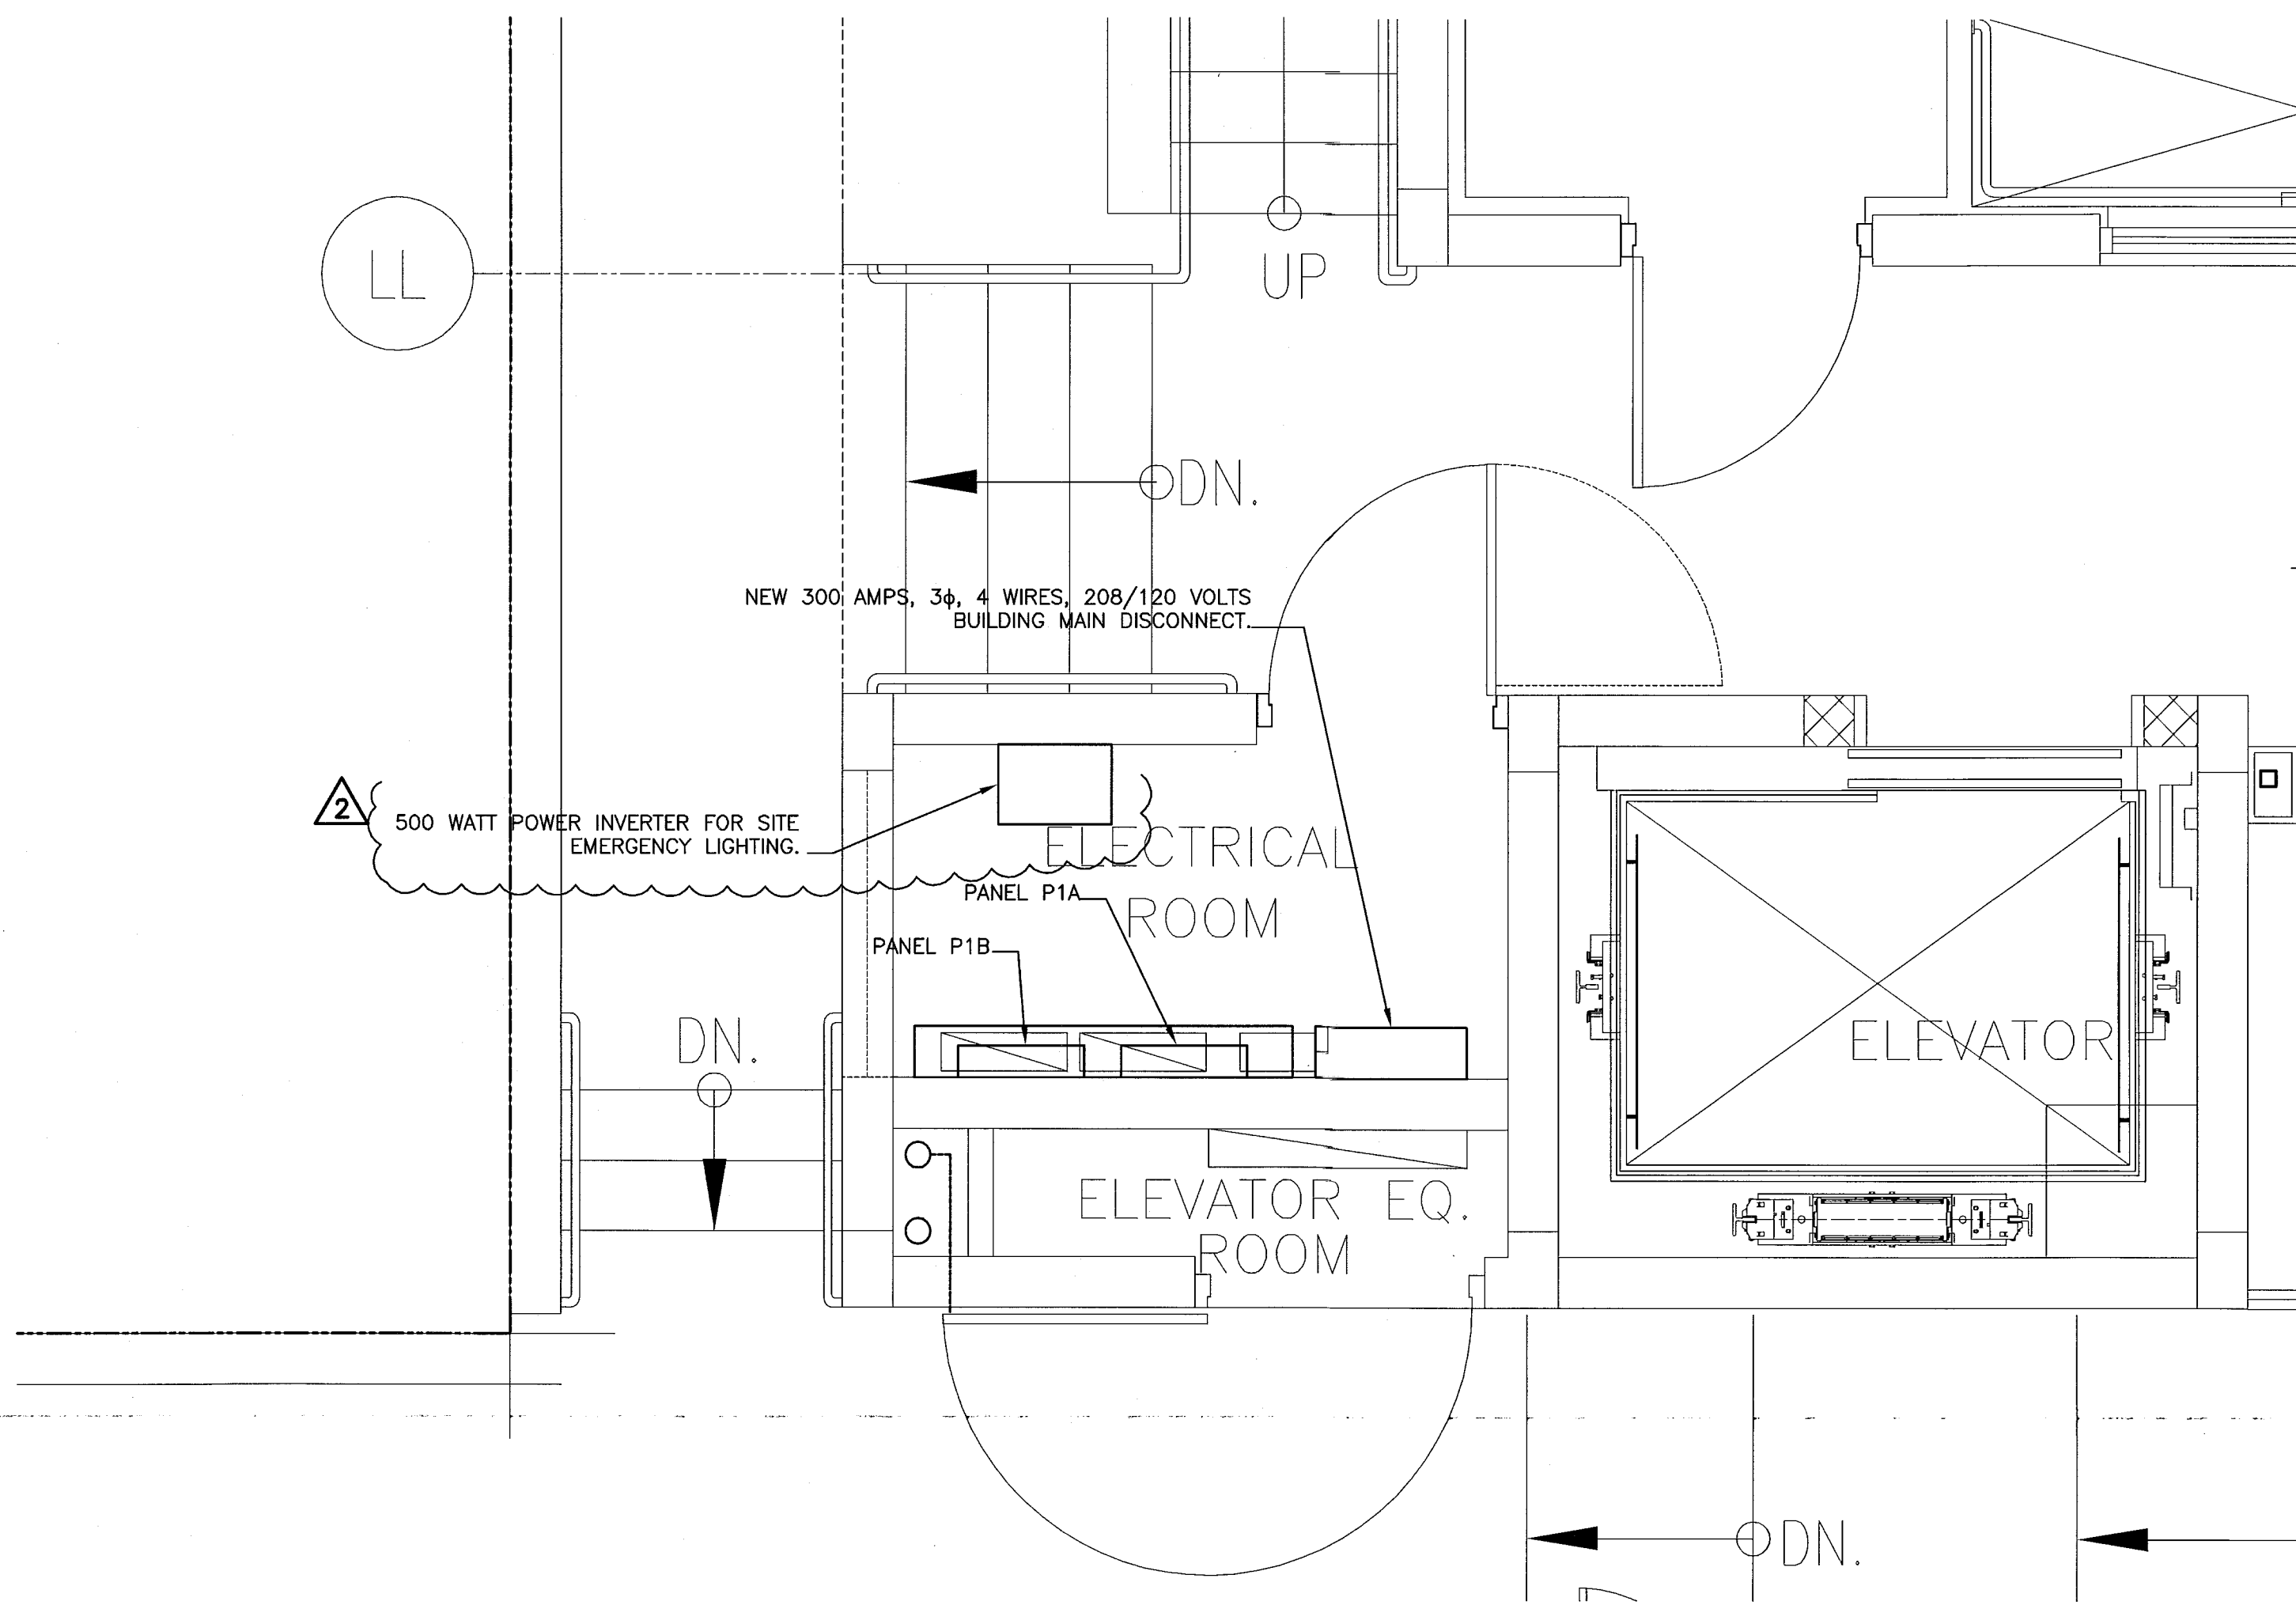 LL
UP
DN.
NEW 300 AMPS, 3ϕ, 4 WIRES, 208/120 VOLTS
BUILDING MAIN DISCONNECT.
2
500 WATT POWER INVERTER FOR SITE
EMERGENCY LIGHTING.
ELECTRICAL
ROOM
PANEL P1A
PANEL P1B
DN.
ELEVATOR
ELEVATOR EQ.
ROOM
DN.